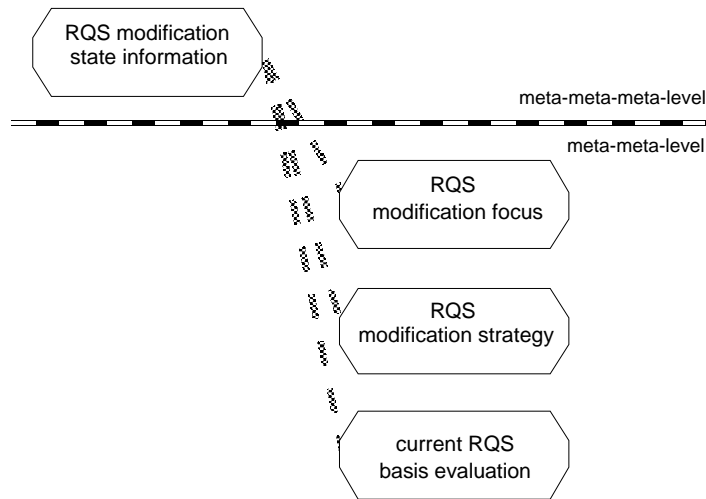 RQS modification
state information
meta-meta-meta-level
meta-meta-level
RQS
modification focus
RQS
modification strategy
current RQS
basis evaluation